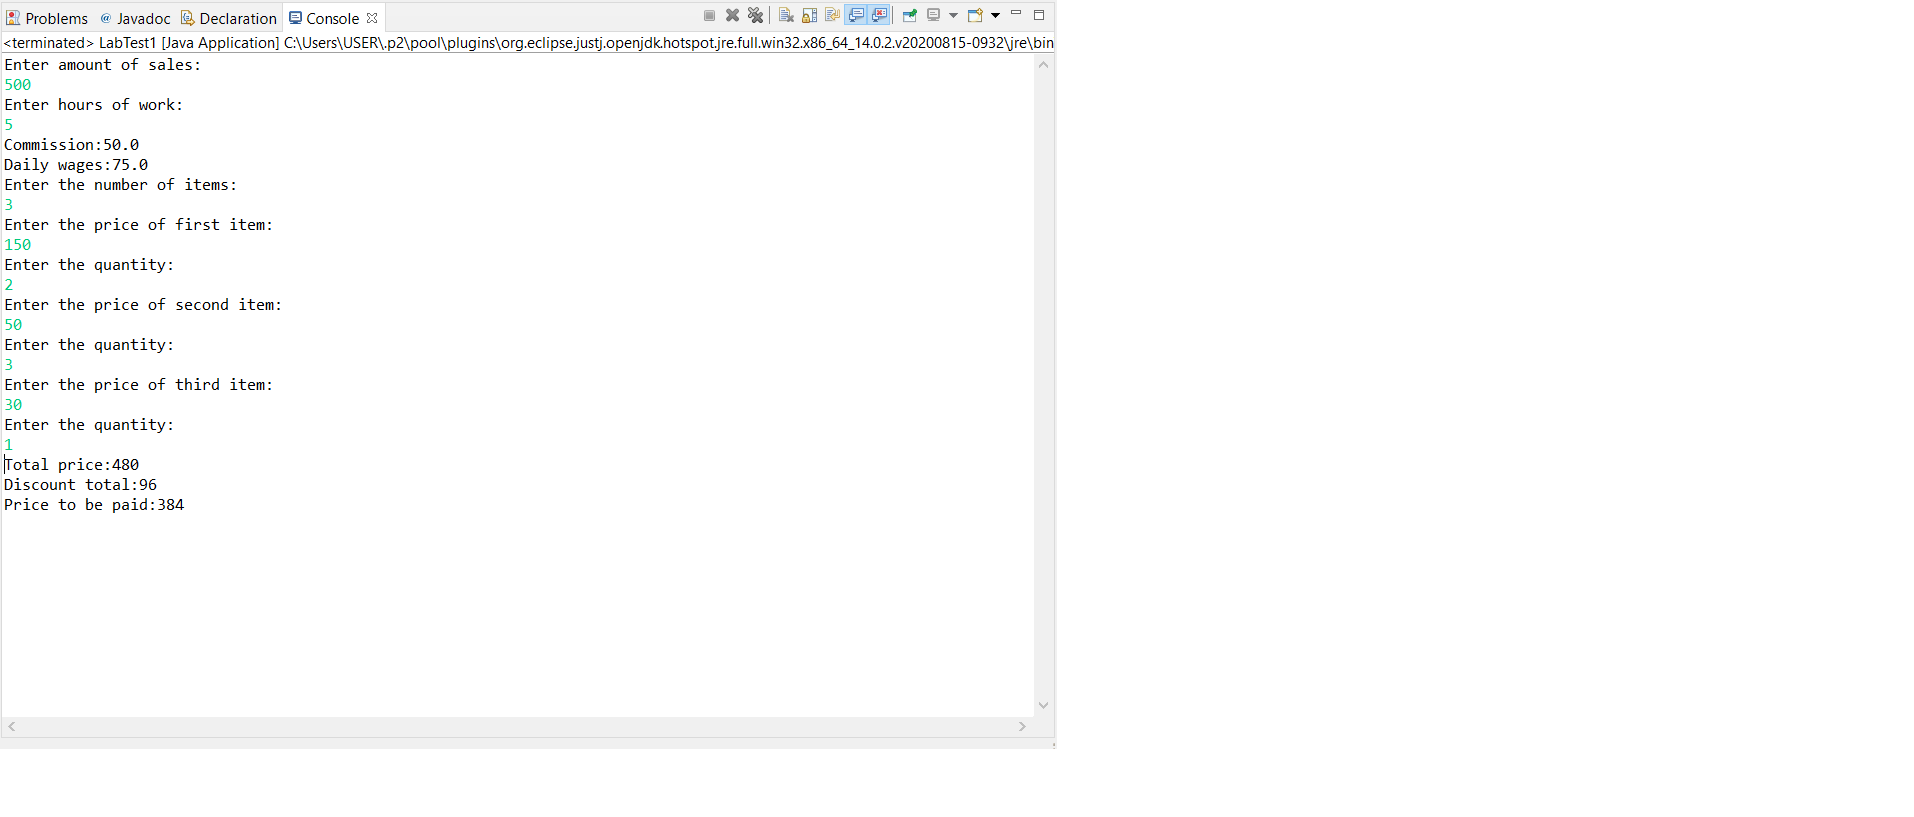 Problems @ Javadoc Declaration Console
<terminated> LabTest1 [Java Application] C:\Users\USER\.p2\pool\plugins\org.eclipse.justj.openjdk.hotspot.jre.full.win32.x86_64_14.0.2.v20200815-0932\jre\bin
Enter amount of sales:
500
Enter hours of work:
5
Commission:50.0
Daily wages:75.0
Enter the number of items:
3
Enter the price of first item:
150
Enter the quantity:
2
Enter the price of second item:
50
Enter the quantity:
3
Enter the price of third item:
30
Enter the quantity:
1
Total price:480
Discount total:96
Price to be paid:384